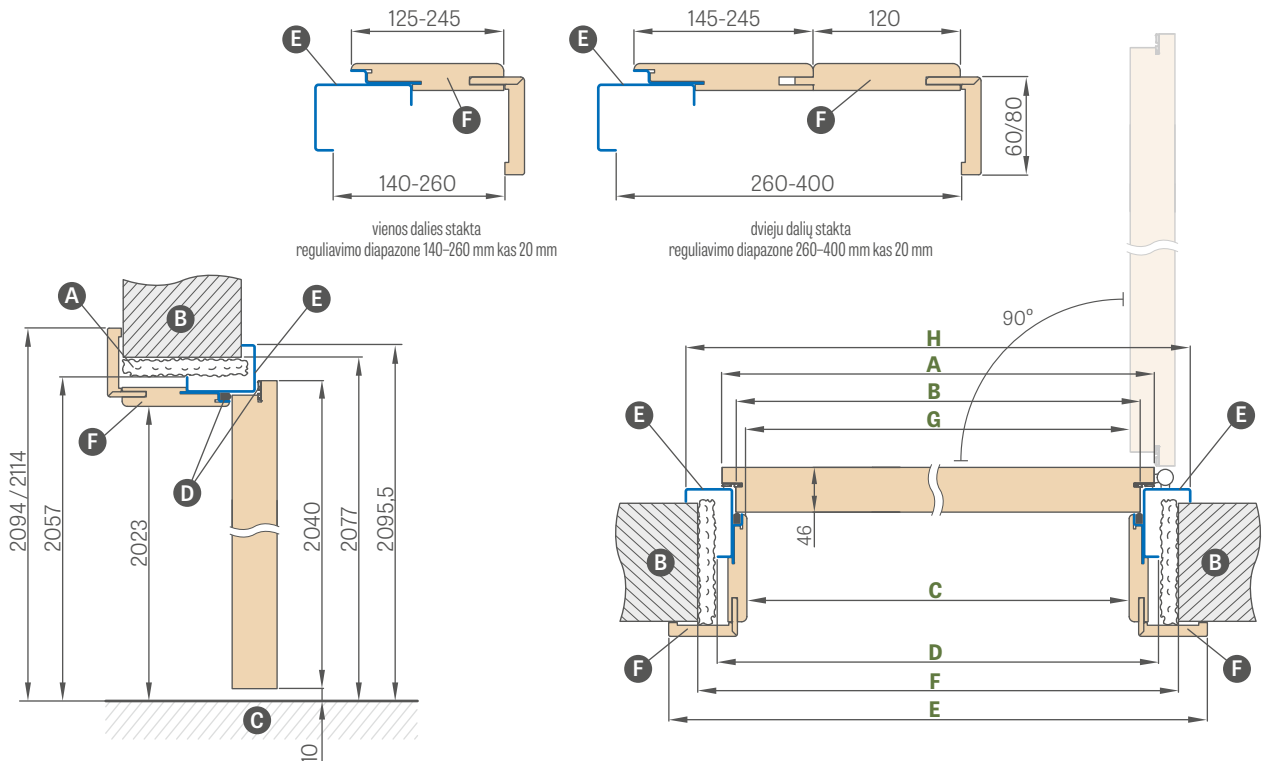 125-245
145-245
120
E
E
F
F
60/80
140-260
260-400
vienos dalies stakta
reguliavimo diapazone 140–260 mm kas 20 mm
dvieju dalių stakta
reguliavimo diapazone 260–400 mm kas 20 mm
A
B
E
F
D
2094 / 2114
2057
2023
2040
2077
2095,5
C
10
90°
H
A
B
G
E
E
46
B
B
C
F
F
D
F
E